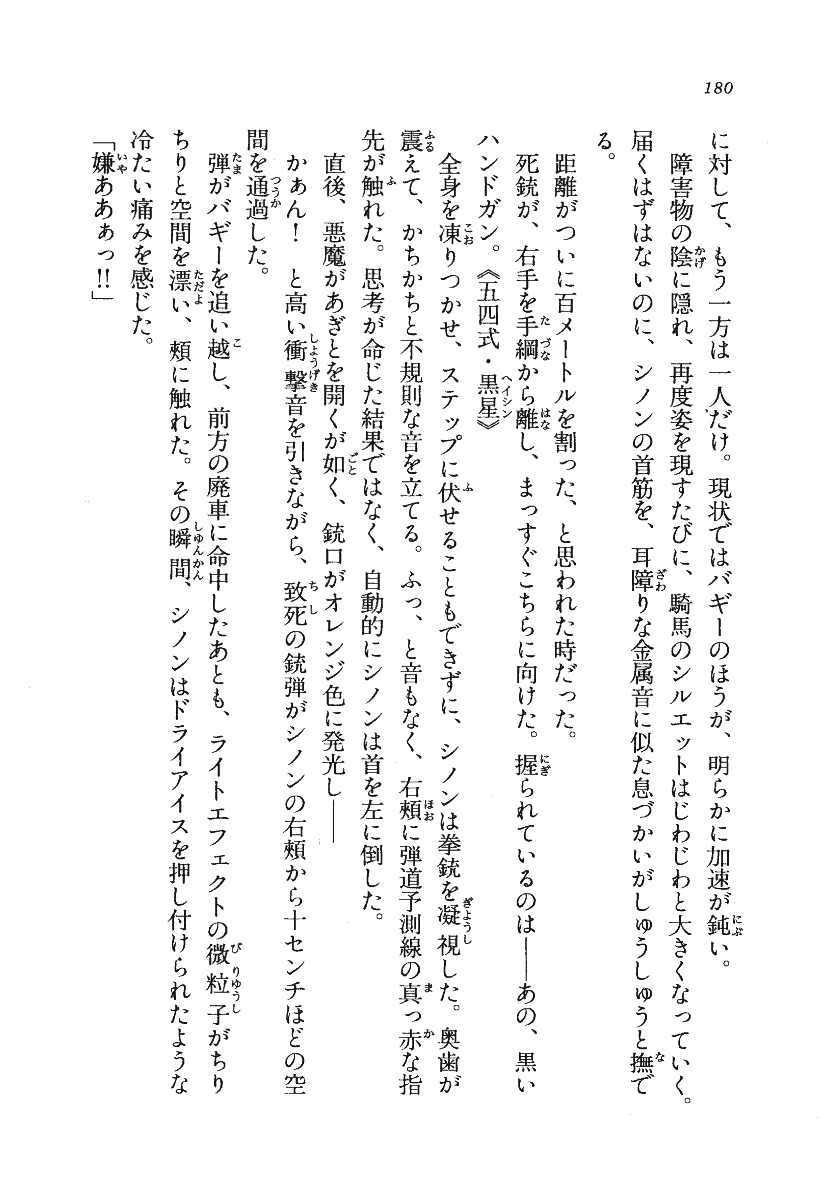 180
に対して、もう一方は一人だけ。現状ではバギーのほうが、明らかに加速が鈍い。
障害物の陰に隠れ、再度姿を現すたびに、騎馬のシルエットはじわじわと大きくなっていく。
届くはずはないのに、シノンの首筋を、耳障りな金属音に似た息づかいがしゅうしゅうと撫で
る。
距離がついに百メートルを割った、と思われた時だった。
死銃が、右手を手綱から離し、まっすぐこちらに向けた。握られているのは――あの、黒い
ハンドガン。《五四式・黒星》
全身を凍りつかせ、ステップに伏せることもできずに、シノンは拳銃を凝視した。奥歯が
震えて、かちかちと不規則な音を立てる。ふっ、と音もなく、右頰に弾道予測線の真っ赤な指
先が触れた。思考が命じた結果ではなく、自動的にシノンは首を左に倒した。
直後、悪魔があぎとを開くが如く、銃口がオレンジ色に発光し――
かぁん！　と高い衝撃音を引きながら、致死の銃弾がシノンの右頰から十センチほどの空
間を通過した。
弾がバギーを追い越し、前方の廃車に命中したあとも、ライトエフェクトの微粒子がちり
ちりと空間を漂い、頰に触れた。その瞬間、シノンはドライアイスを押し付けられたような
冷たい痛みを感じた。
「嫌ああぁっ!!」